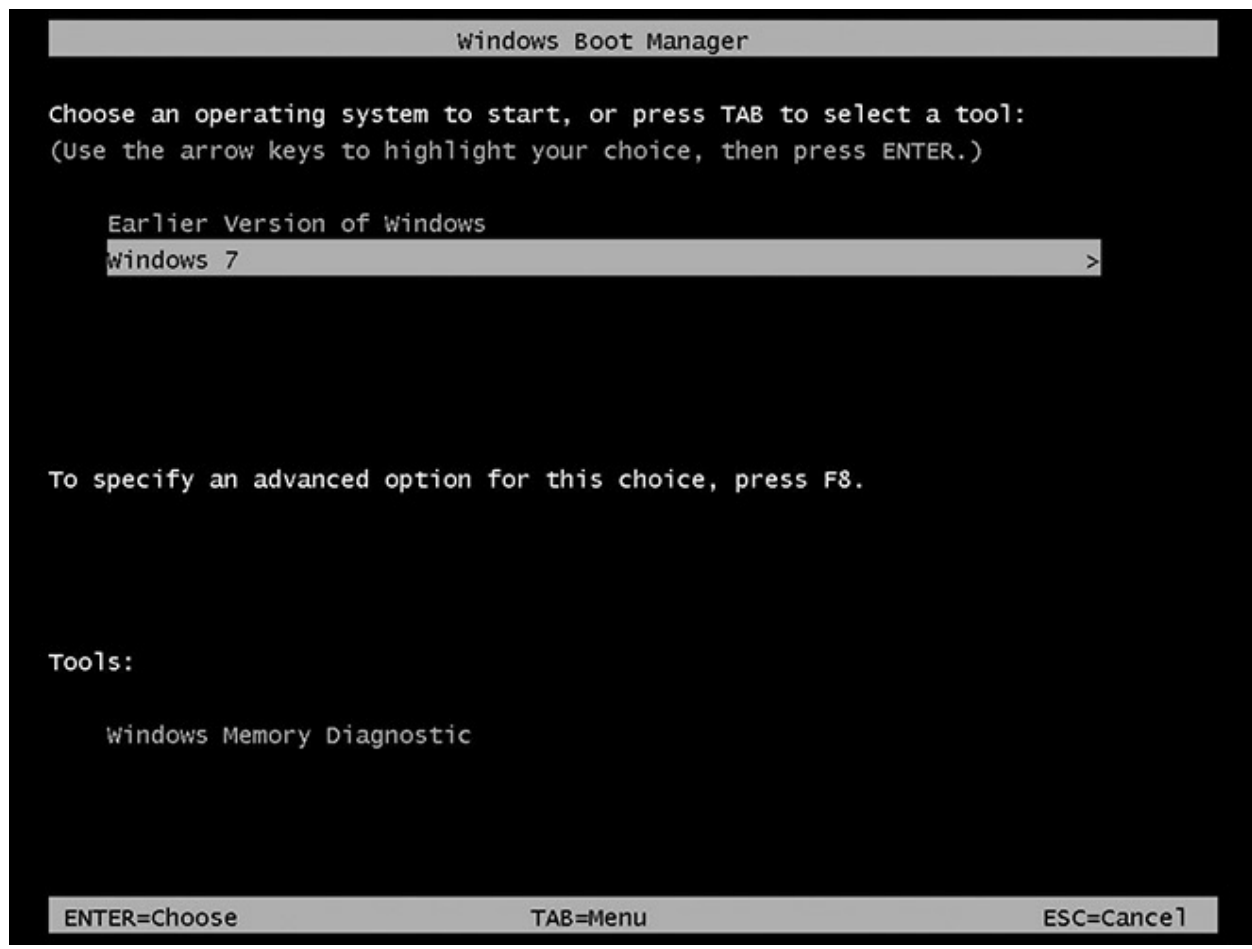 Windows Boot Manager
Choose an operating system to start, or press TAB to select a tool:
(Use the arrow keys to highlight your choice, then press ENTER.)
Earlier Version of Windows
Windows 7 >
To specify an advanced option for this choice, press F8.
Tools:
Windows Memory Diagnostic
ENTER=Choose TAB=Menu ESC=Cancel